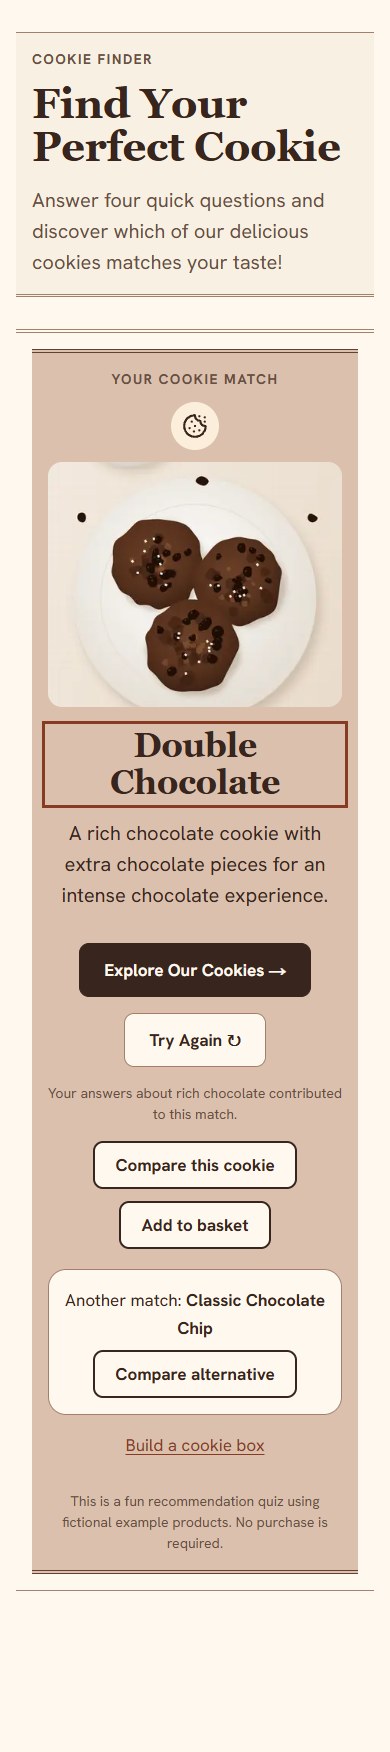 COOKIE FINDER
Find Your
Perfect Cookie
Answer four quick questions and
discover which of our delicious
cookies matches your taste!
YOUR COOKIE MATCH
Double
Chocolate
A rich chocolate cookie with
extra chocolate pieces for an
intense chocolate experience.
Explore Our Cookies →
Try Again ↻
Your answers about rich chocolate contributed
to this match.
Compare this cookie
Add to basket
Another match: Classic Chocolate
Chip
Compare alternative
Build a cookie box
This is a fun recommendation quiz using
fictional example products. No purchase is
required.